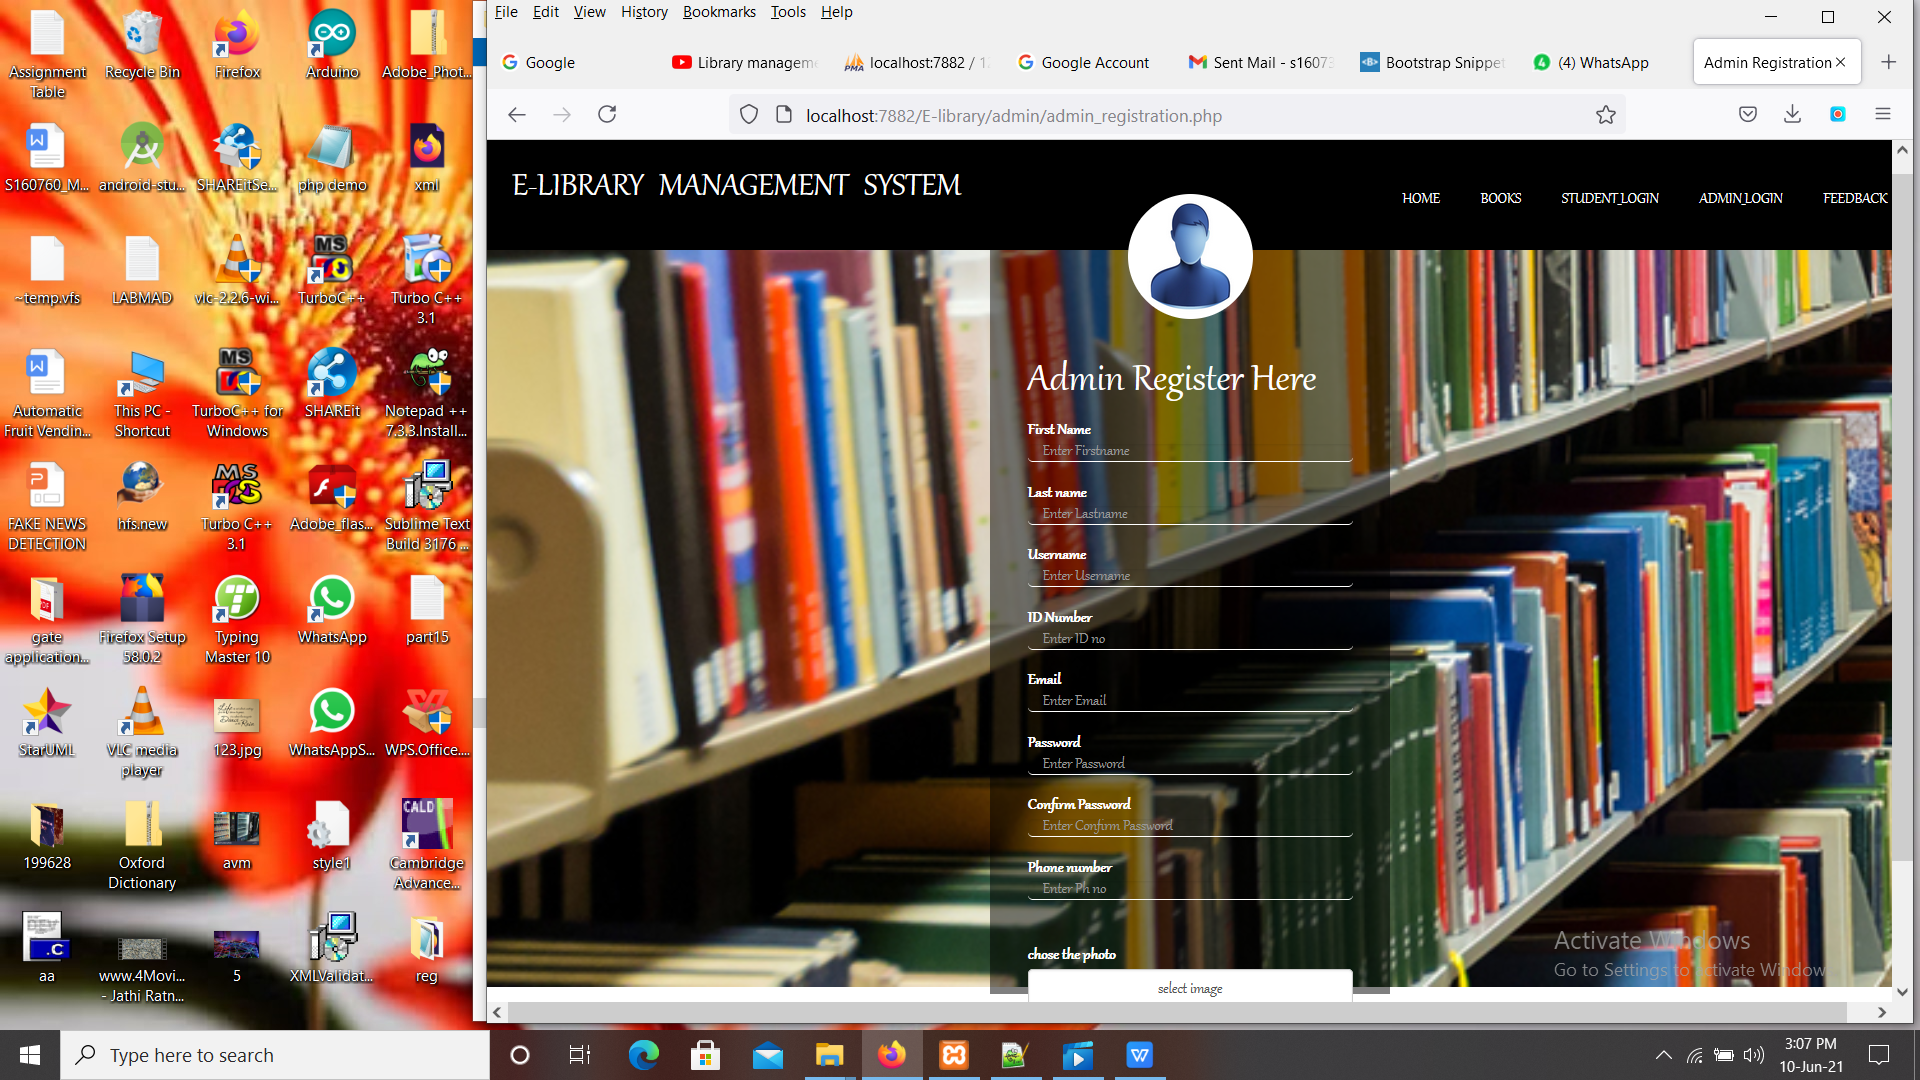 Assignment Table
Recycle Bin
Firefox
Arduino
Adobe_Phot...
S160760_M...
android-stu...
SHAREitSe...
php demo
xml
~temp.vfs
LABMAD
vlc-2.2.6-wi...
TurboC++
Turbo C++ 3.1
Automatic Fruit Vendin...
This PC - Shortcut
TurboC++ for Windows
SHAREit
Notepad ++ 7.3.3.Install...
FAKE NEWS DETECTION
hfs.new
Turbo C++ 3.1
Adobe_flas...
Sublime Text Build 3176 ...
gate application...
Firefox Setup 58.0.2
Typing Master 10
WhatsApp
part15
StarUML
VLC media player
123.jpg
WhatsAppS...
WPS.Office....
199628
Oxford Dictionary
avm
style1
CALD
Cambridge Advance...
aa
www.4Movi... - Jathi Ratn...
5
XMLValidat...
reg
File Edit View History Bookmarks Tools Help
Google
Library managem
localhost:7882 / 12
Google Account
Sent Mail - s16073
Bootstrap Snippet
(4) WhatsApp
Admin Registration
localhost:7882/E-library/admin/admin_registration.php
E-LIBRARY MANAGEMENT SYSTEM
HOME BOOKS STUDENT_LOGIN ADMIN_LOGIN FEEDBACK
Admin Register Here
First Name
Enter Firstname
Last name
Enter Lastname
Username
Enter Username
ID Number
Enter ID no
Email
Enter Email
Password
Enter Password
Confirm Password
Enter Confirm Password
Phone number
Enter Ph no
chose the photo
select image
Activate Windows
Go to Settings to activate Window
Type here to search
3:07 PM
10-Jun-21